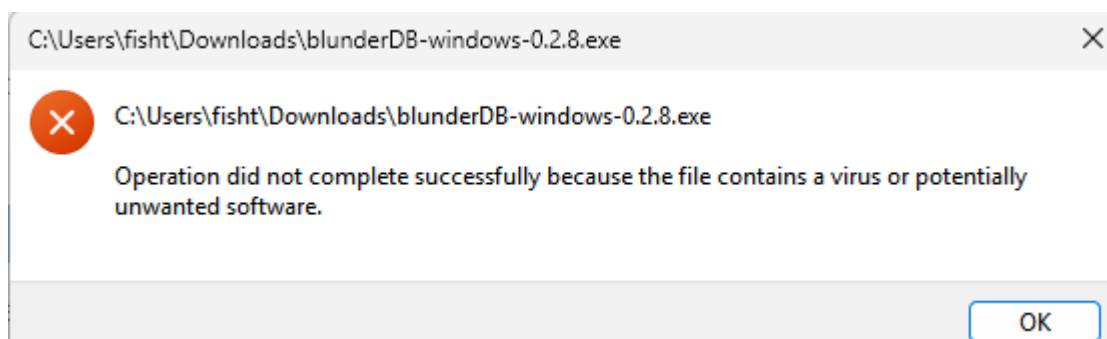 C:\Users\fisht\Downloads\blunderDB-windows-0.2.8.exe
C:\Users\fisht\Downloads\blunderDB-windows-0.2.8.exe
Operation did not complete successfully because the file contains a virus or potentially
unwanted software.
OK